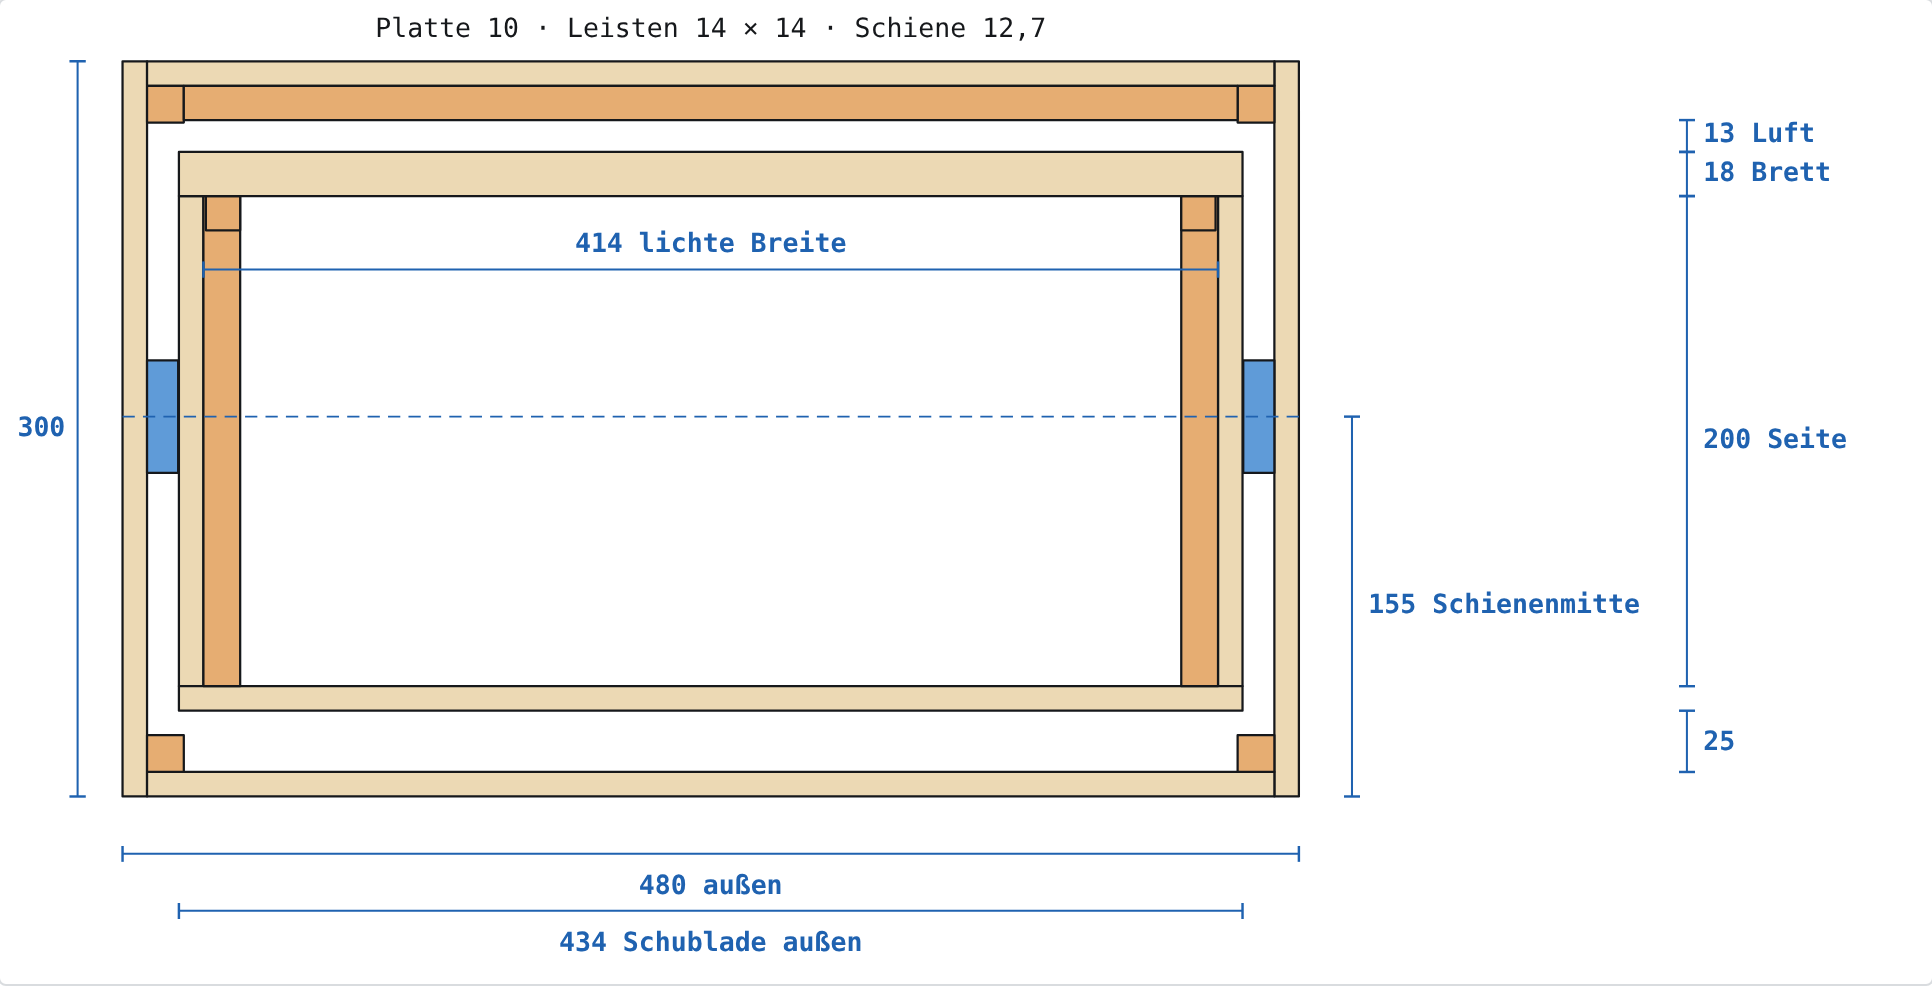 Platte 10 · Leisten 14 × 14 · Schiene 12,7
13 Luft
18 Brett
414 lichte Breite
300
200 Seite
155 Schienenmitte
25
480 außen
434 Schublade außen